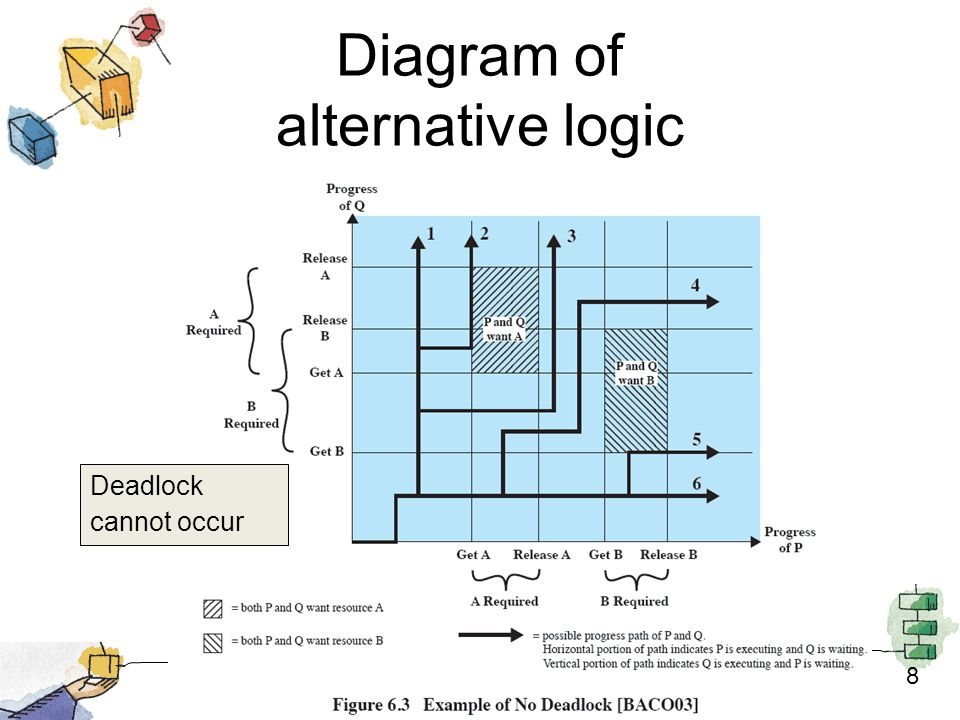 Diagram of
alternative logic
Progress
of Q
1
2
3
Release
A
4
A
Required
Release
B
P and Q
want A
Get A
P and Q
want B
B
Required
Get B
5
6
Deadlock
cannot occur
Progress
of P
Get A
Release A
Get B
Release B
A Required
B Required
= both P and Q want resource A
= both P and Q want resource B
= possible progress path of P and Q.
Horizontal portion of path indicates P is executing and Q is waiting.
Vertical portion of path indicates Q is executing and P is waiting.
8
Figure 6.3 Example of No Deadlock [BACO03]